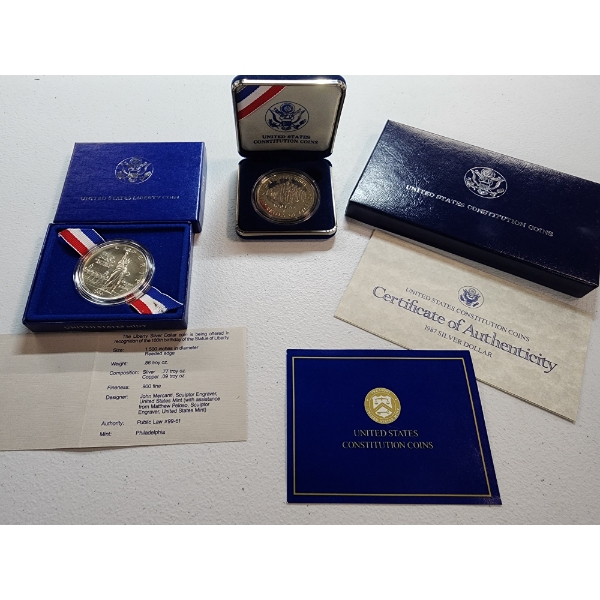 UNITED STATES LIBERTY COINS
UNITED STATES
CONSTITUTION COINS
UNITED STATES CONSTITUTION COINS
UNITED STATES CONSTITUTION COINS
Certificate of Authenticity
1987 SILVER DOLLAR
The Liberty Silver Dollar coin is being offered in
recognition of the 100th birthday of the Statue of Liberty
Size: 1.500 inches in diameter
Reeded edge
Weight: .86 troy oz.
Composition: Silver .77 troy oz.
Copper .09 troy oz.
Fineness: .900 fine
Designer: John Mercanti, Sculptor Engraver,
United States Mint (with assistance
from Matthew Peloso, Sculptor
Engraver, United States Mint)
Authority: Public Law #99-61
Mint: Philadelphia
UNITED STATES
CONSTITUTION COINS